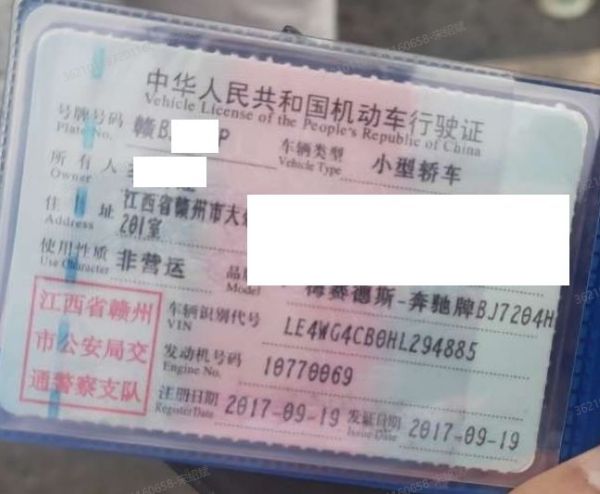 中华人民共和国机动车行驶证
Vehicle License of the People's Republic of China
号牌号码 赣B P 车辆类型 小型轿车
Plate No. Vehicle Type
所有人
Owner
住址 江西省赣州市大
Address 201室
使用性质 非营运 品
Use Character Model 梅赛德斯-奔驰牌BJ7204H
江西省赣州
市公安局交
通警察支队
车辆识别代号 LE4WG4CB0HL294885
VIN
发动机号码 10770069
Engine No.
注册日期 2017-09-19 发证日期 2017-09-19
Register Date Issue Date